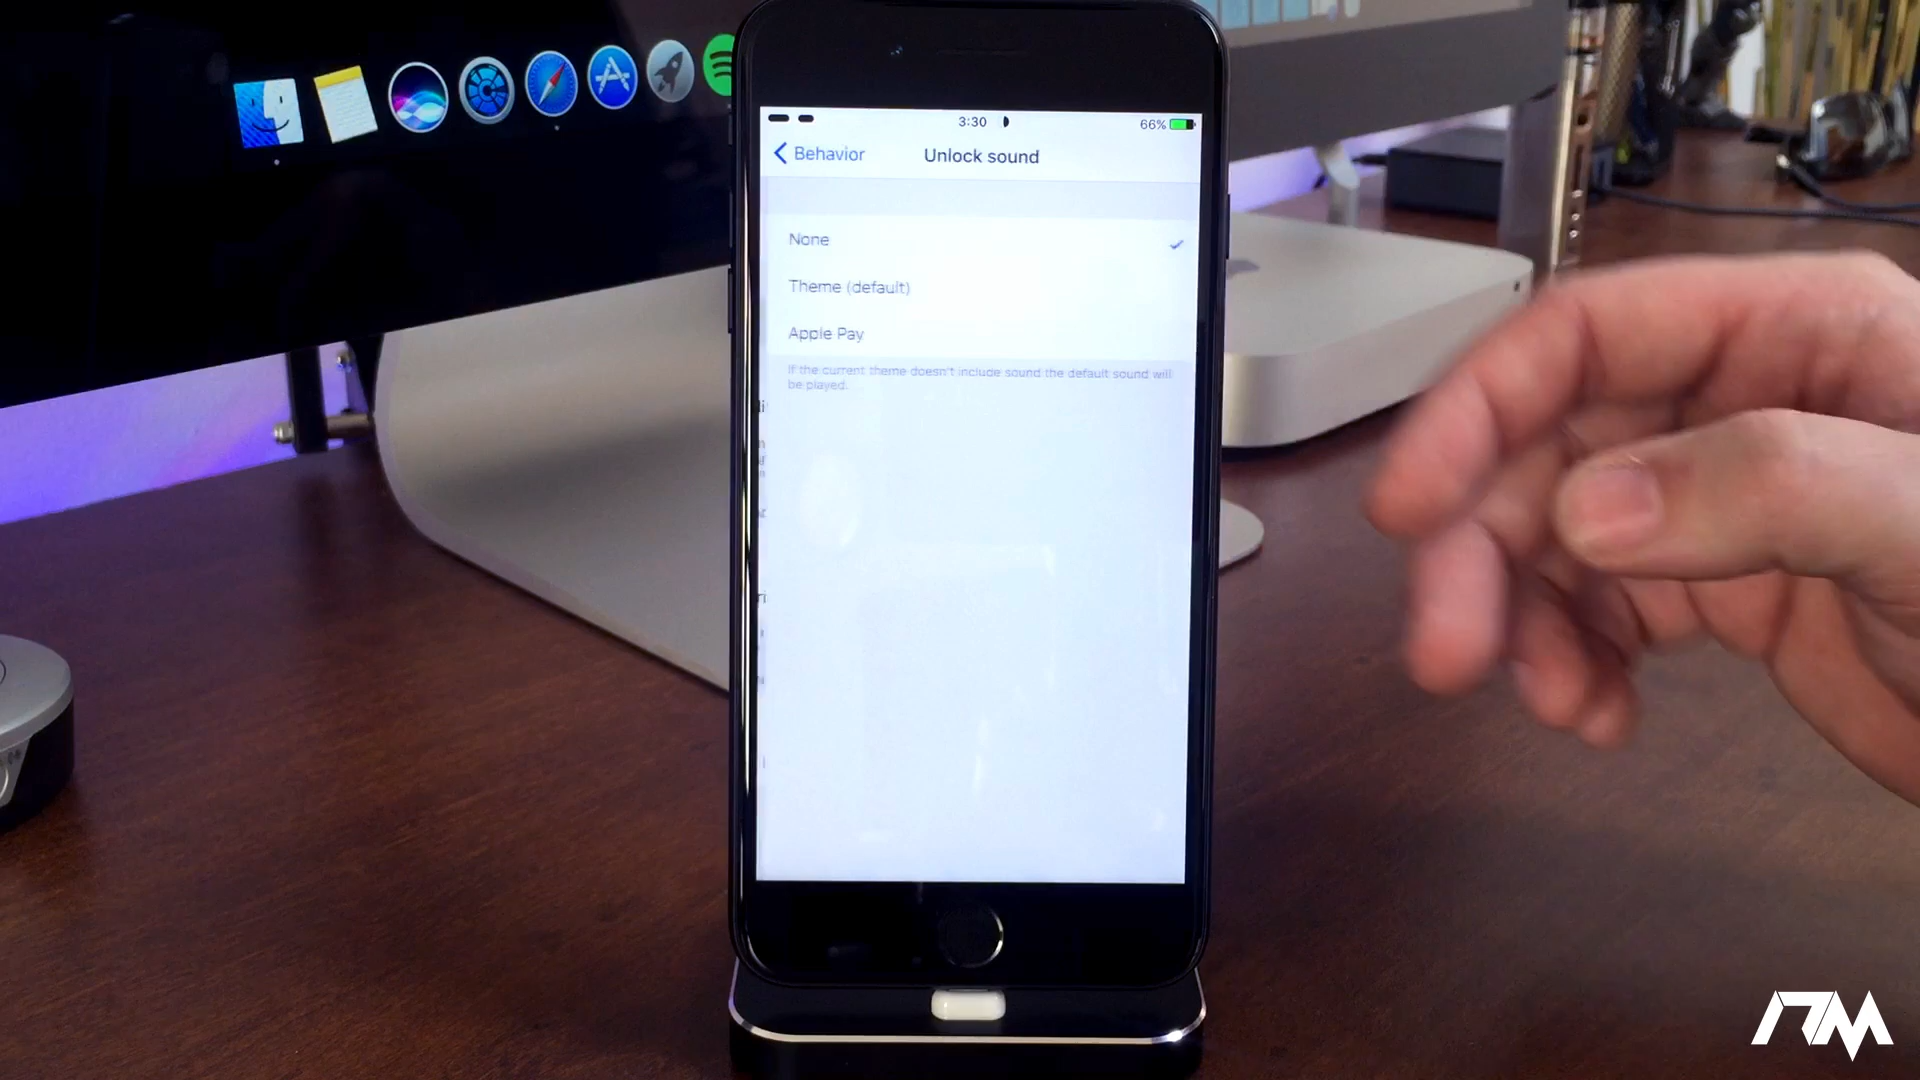 3:30
66%
Behavior
Unlock sound
None
Theme (default)
Apple Pay
If the current theme doesn't include sound the default sound will
be played.